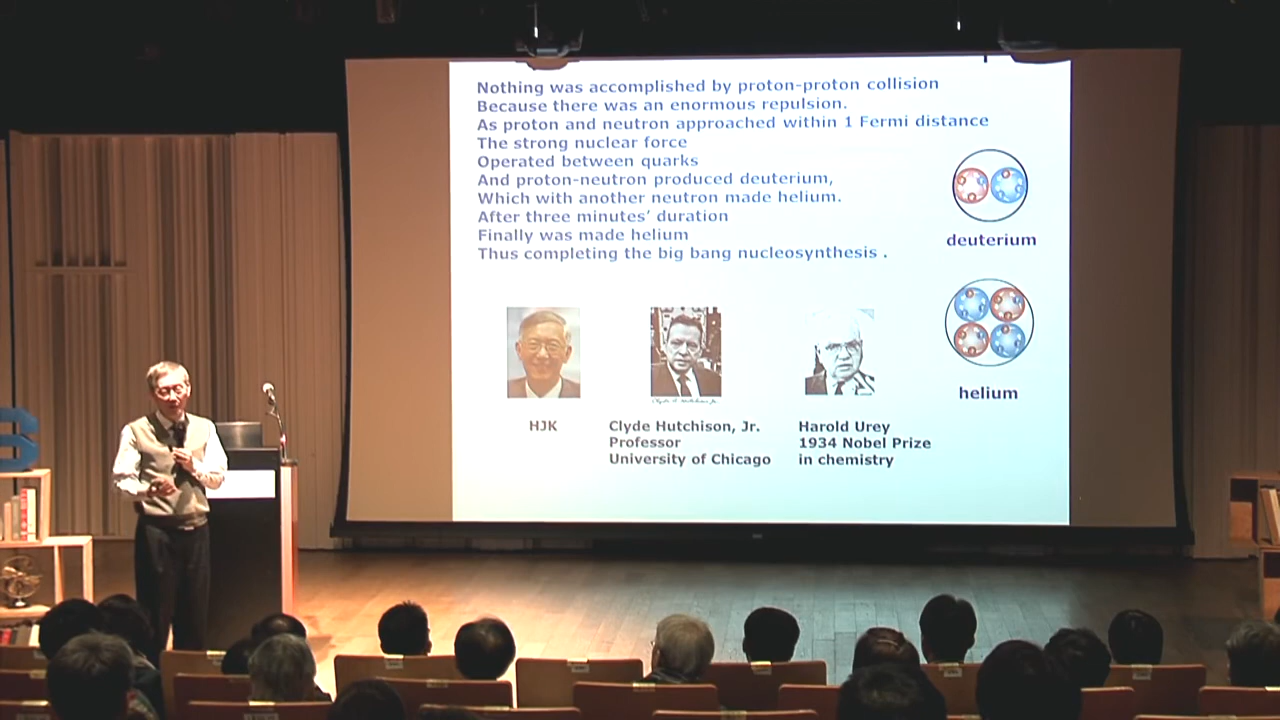 Nothing was accomplished by proton-proton collision
Because there was an enormous repulsion.
As proton and neutron approached within 1 Fermi distance
The strong nuclear force
Operated between quarks
And proton-neutron produced deuterium,
Which with another neutron made helium.
After three minutes’ duration
Finally was made helium
Thus completing the big bang nucleosynthesis .
deuterium
helium
HJK
Clyde Hutchison, Jr.
Professor
University of Chicago
Harold Urey
1934 Nobel Prize
in chemistry